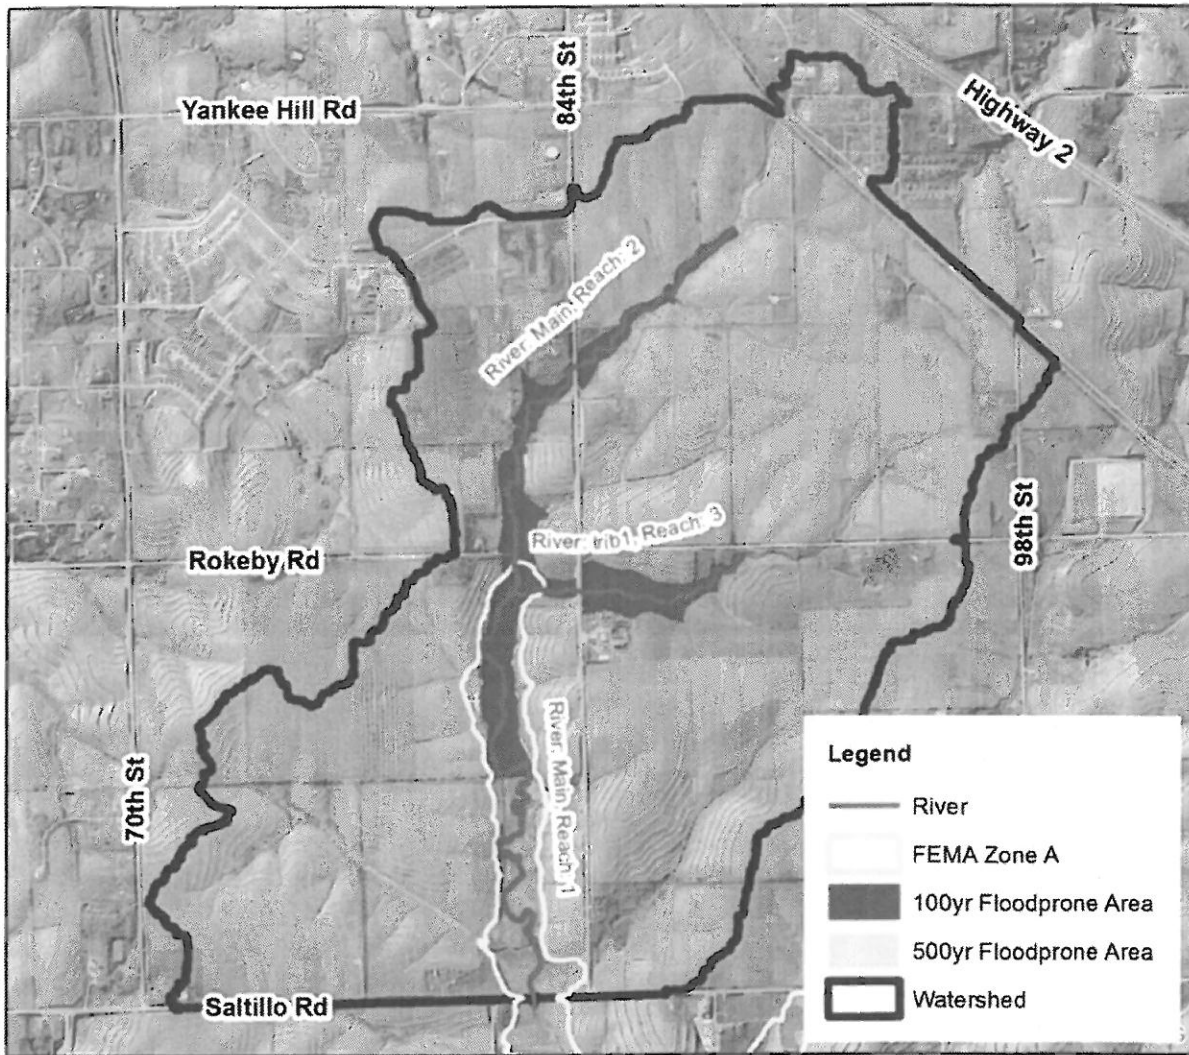 Yankee Hill Rd
84th St
Highway 2
River: Main, Reach: 2
River: trib1, Reach: 3
Rokeby Rd
98th St
River: Main, Reach: 1
70th St
Saltillo Rd
Legend
River
FEMA Zone A
100yr Floodprone Area
500yr Floodprone Area
Watershed